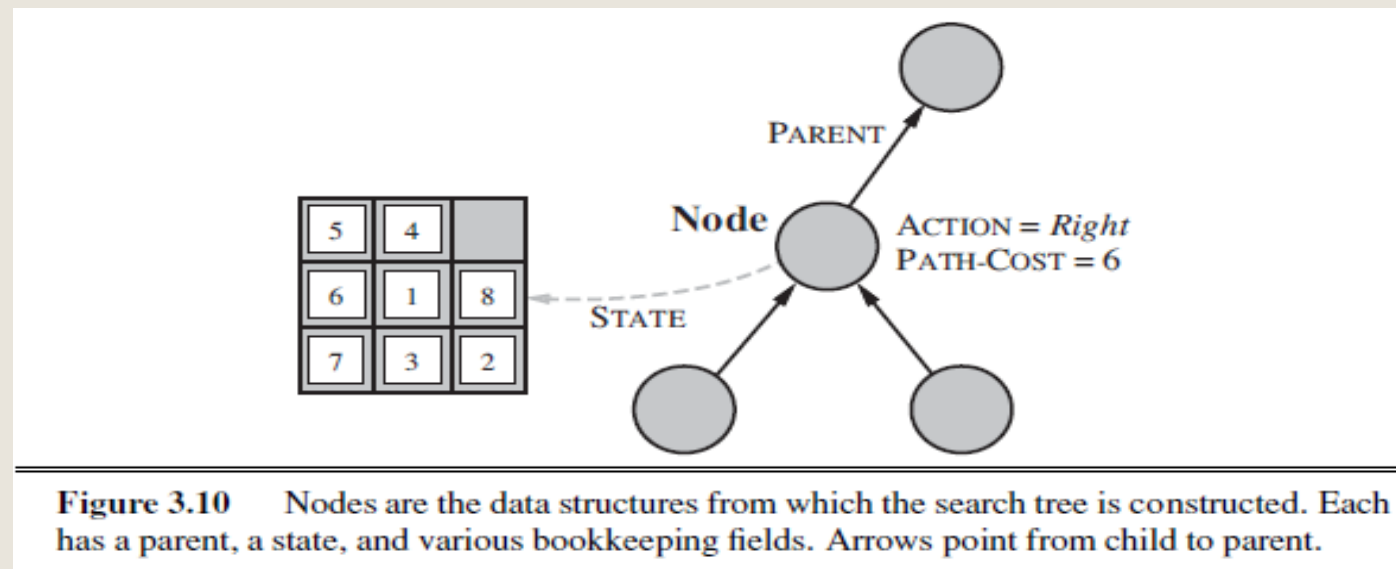 PARENT
Node
ACTION = Right
PATH-COST = 6
5 4
6 1 8
7 3 2
STATE
Figure 3.10 Nodes are the data structures from which the search tree is constructed. Each
has a parent, a state, and various bookkeeping fields. Arrows point from child to parent.